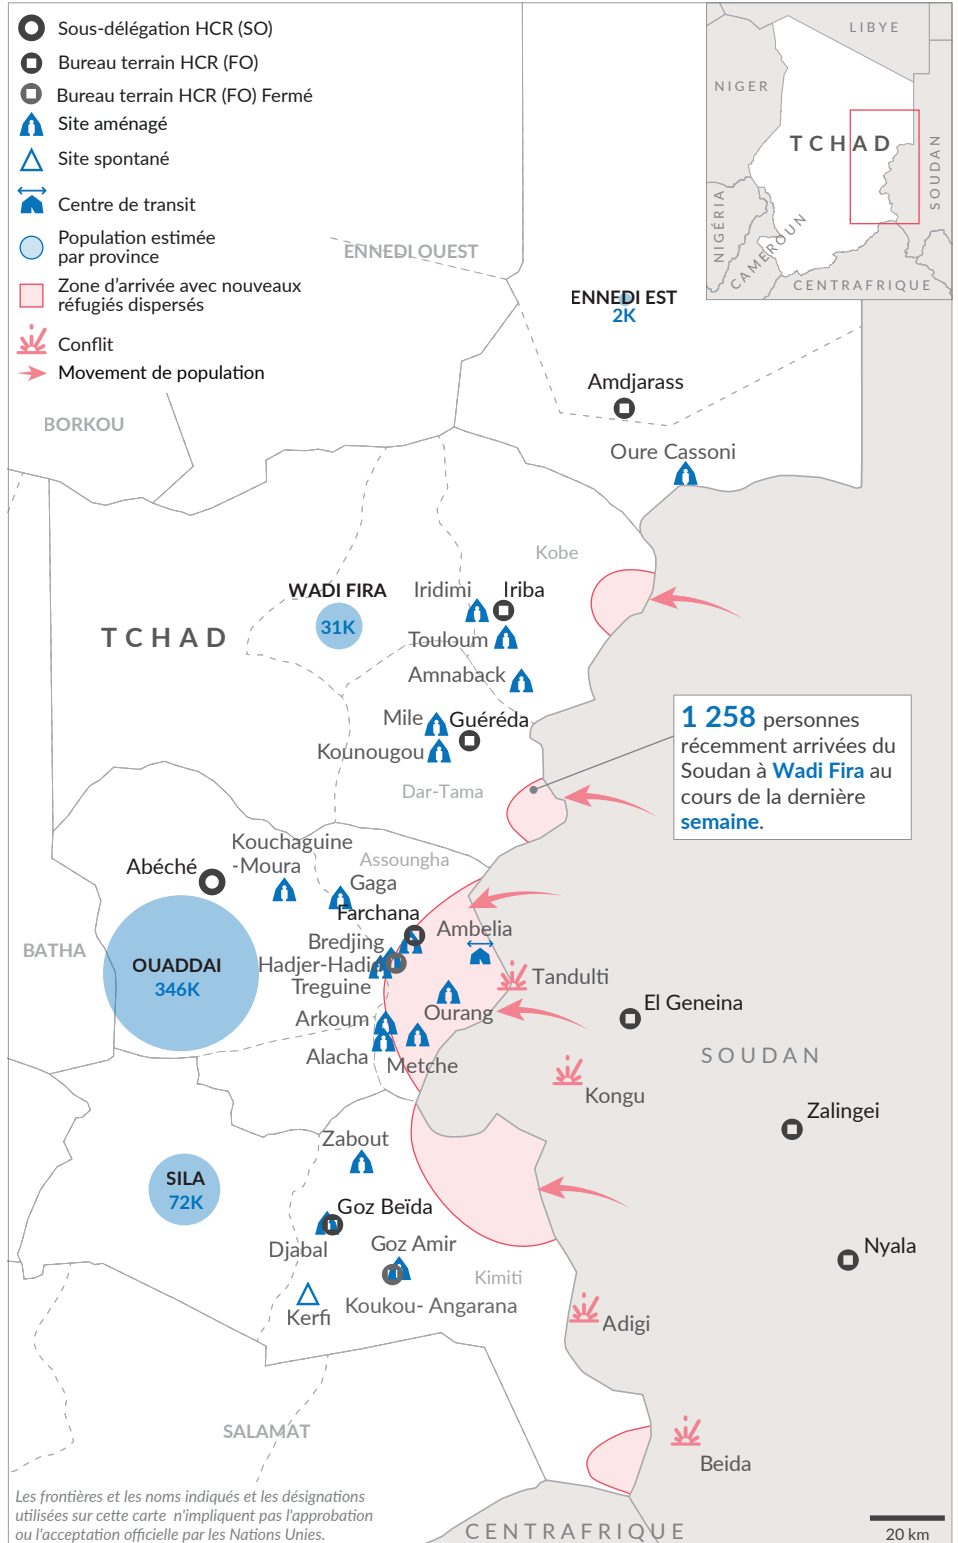 Sous-délégation HCR (SO)
Bureau terrain HCR (FO)
Bureau terrain HCR (FO) Fermé
Site aménagé
Site spontané
Centre de transit
Population estimée
par province
Zone d'arrivée avec nouveaux
réfugiés dispersés
Conflit
Movement de population
LIBYE
NIGER
TCHAD
SOUDAN
NIGÉRIA
CAMEROUN
CENTRAFRIQUE
ENNEDI OUEST
ENNEDI EST
2K
Amdjarass
BORKOU
Oure Cassoni
Kobe
WADI FIRA
31K
Iridimi
Iriba
TCHAD
Touloum
Amnaback
Mile
Guéréda
Kounougou
Dar-Tama
1 258 personnes
récemment arrivées du
Soudan à Wadi Fira au
cours de la dernière
semaine.
Kouchaguine
-Moura
Abéché
Assoungha
Gaga
Farchana
Ambelia
Bredjing
BATHA
OUADDAI
346K
Hadjer-Hadid
Treguine
Tandulti
Ourang
El Geneina
Arkoum
Alacha
Metche
SOUDAN
Kongu
Zalingei
Zabout
SILA
72K
Goz Beïda
Djabal
Goz Amir
Nyala
Kimiti
Kerfi
Koukou- Angarana
Adigi
SALAMAT
Beida
Les frontières et les noms indiqués et les désignations
utilisées sur cette carte n'impliquent pas l'approbation
ou l'acceptation officielle par les Nations Unies.
CENTRAFRIQUE
20 km